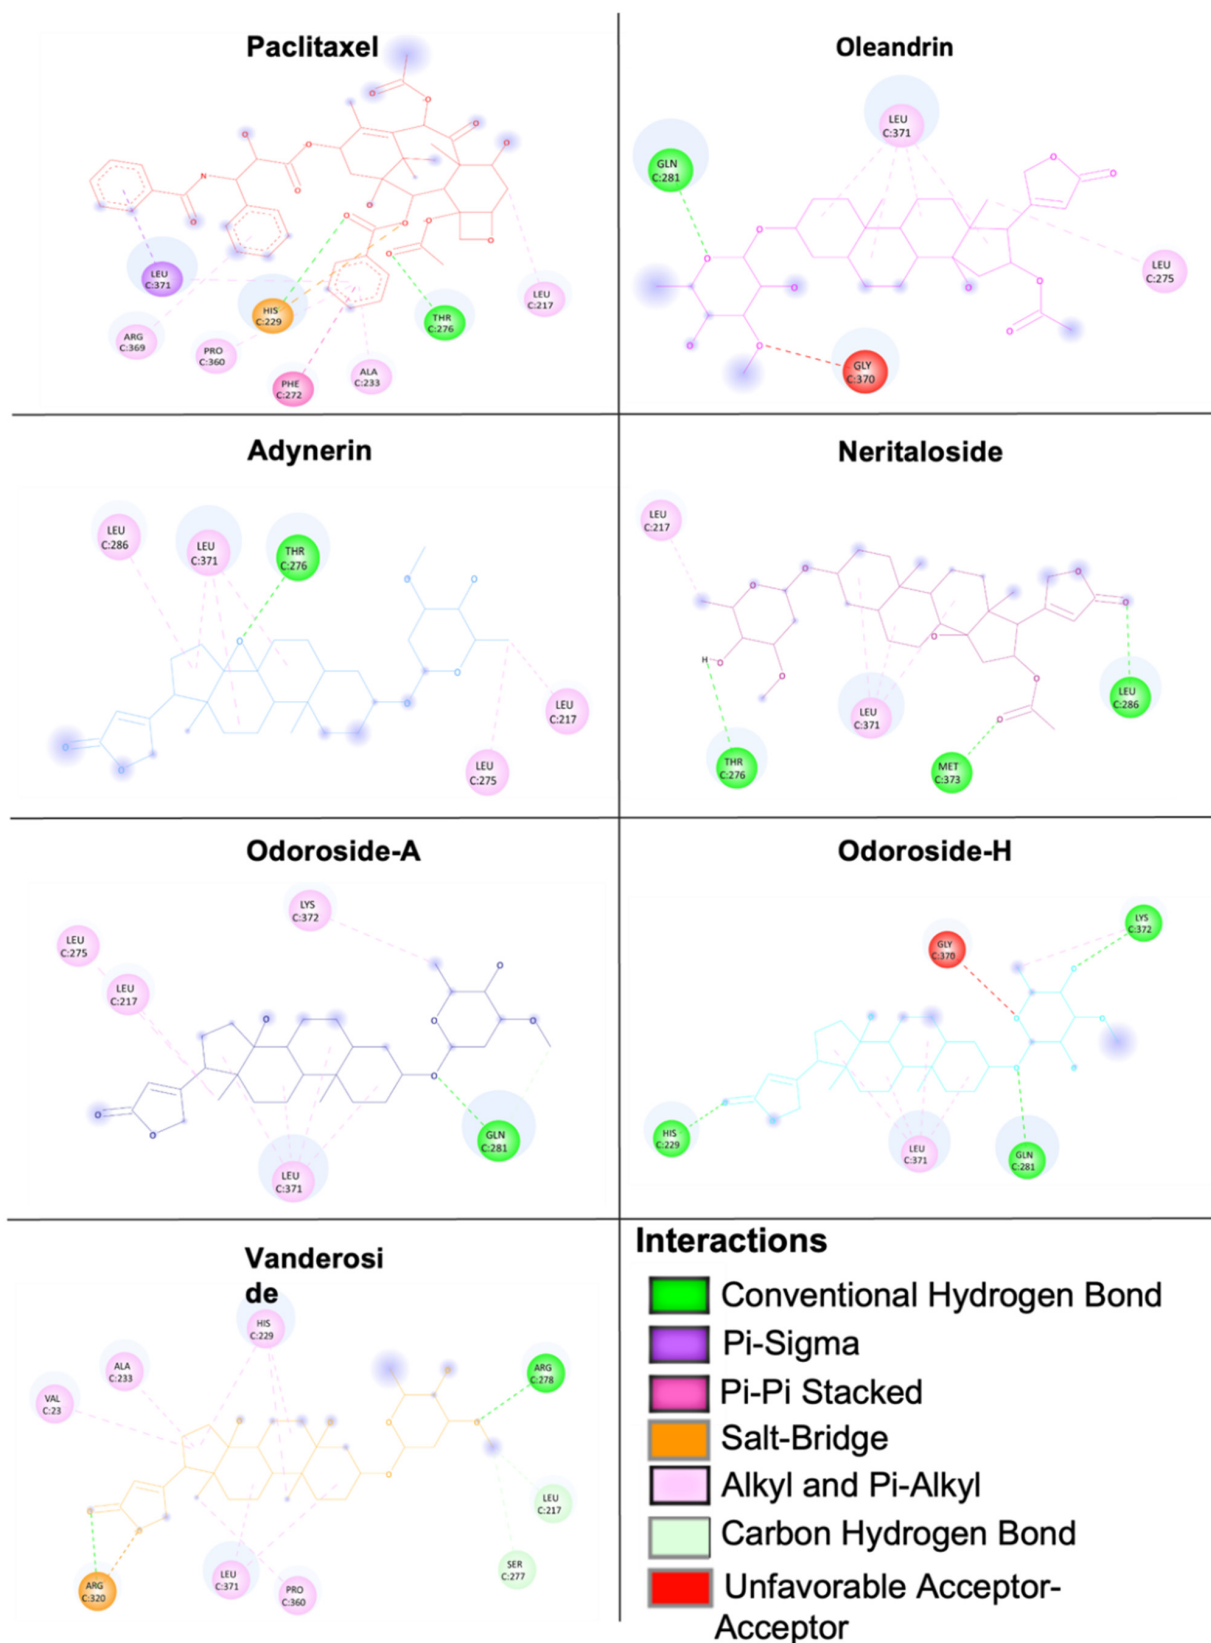 Paclitaxel
O
O
O
O
O
O
O
O
N
O
O
O
O
O
O
O
LEU
C:371
HIS
C:229
THR
C:276
LEU
C:217
ARG
C:369
PRO
C:360
PHE
C:272
ALA
C:233
Oleandrin
LEU
C:371
GLN
C:281
O
O
O
O
O
O
O
O
O
LEU
C:275
GLY
C:370
Adynerin
LEU
C:286
LEU
C:371
THR
C:276
O
O
O
O
O
O
O
LEU
C:217
LEU
C:275
Neritaloside
LEU
C:217
O
O
O
O
O
H
O
O
O
O
LEU
C:371
LEU
C:286
THR
C:276
MET
C:373
Odoroside-A
LYS
C:372
LEU
C:275
LEU
C:217
O
O
O
O
O
O
O
GLN
C:281
LEU
C:371
Odoroside-H
LYS
C:372
GLY
C:370
O
O
O
O
O
O
O
O
HIS
C:229
LEU
C:371
GLN
C:281
Vanderosi
de
HIS
C:229
ALA
C:233
VAL
C:23
ARG
C:278
O
O
O
O
O
O
O
O
LEU
C:217
SER
C:277
ARG
C:320
LEU
C:371
PRO
C:360
Interactions
Conventional Hydrogen Bond
Pi-Sigma
Pi-Pi Stacked
Salt-Bridge
Alkyl and Pi-Alkyl
Carbon Hydrogen Bond
Unfavorable Acceptor-
Acceptor